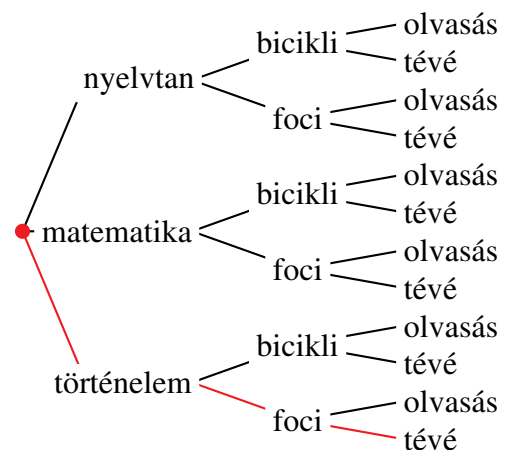 olvasás
bicikli
tévé
nyelvtan
olvasás
foci
tévé
olvasás
bicikli
tévé
matematika
olvasás
foci
tévé
olvasás
bicikli
tévé
történelem
olvasás
foci
tévé